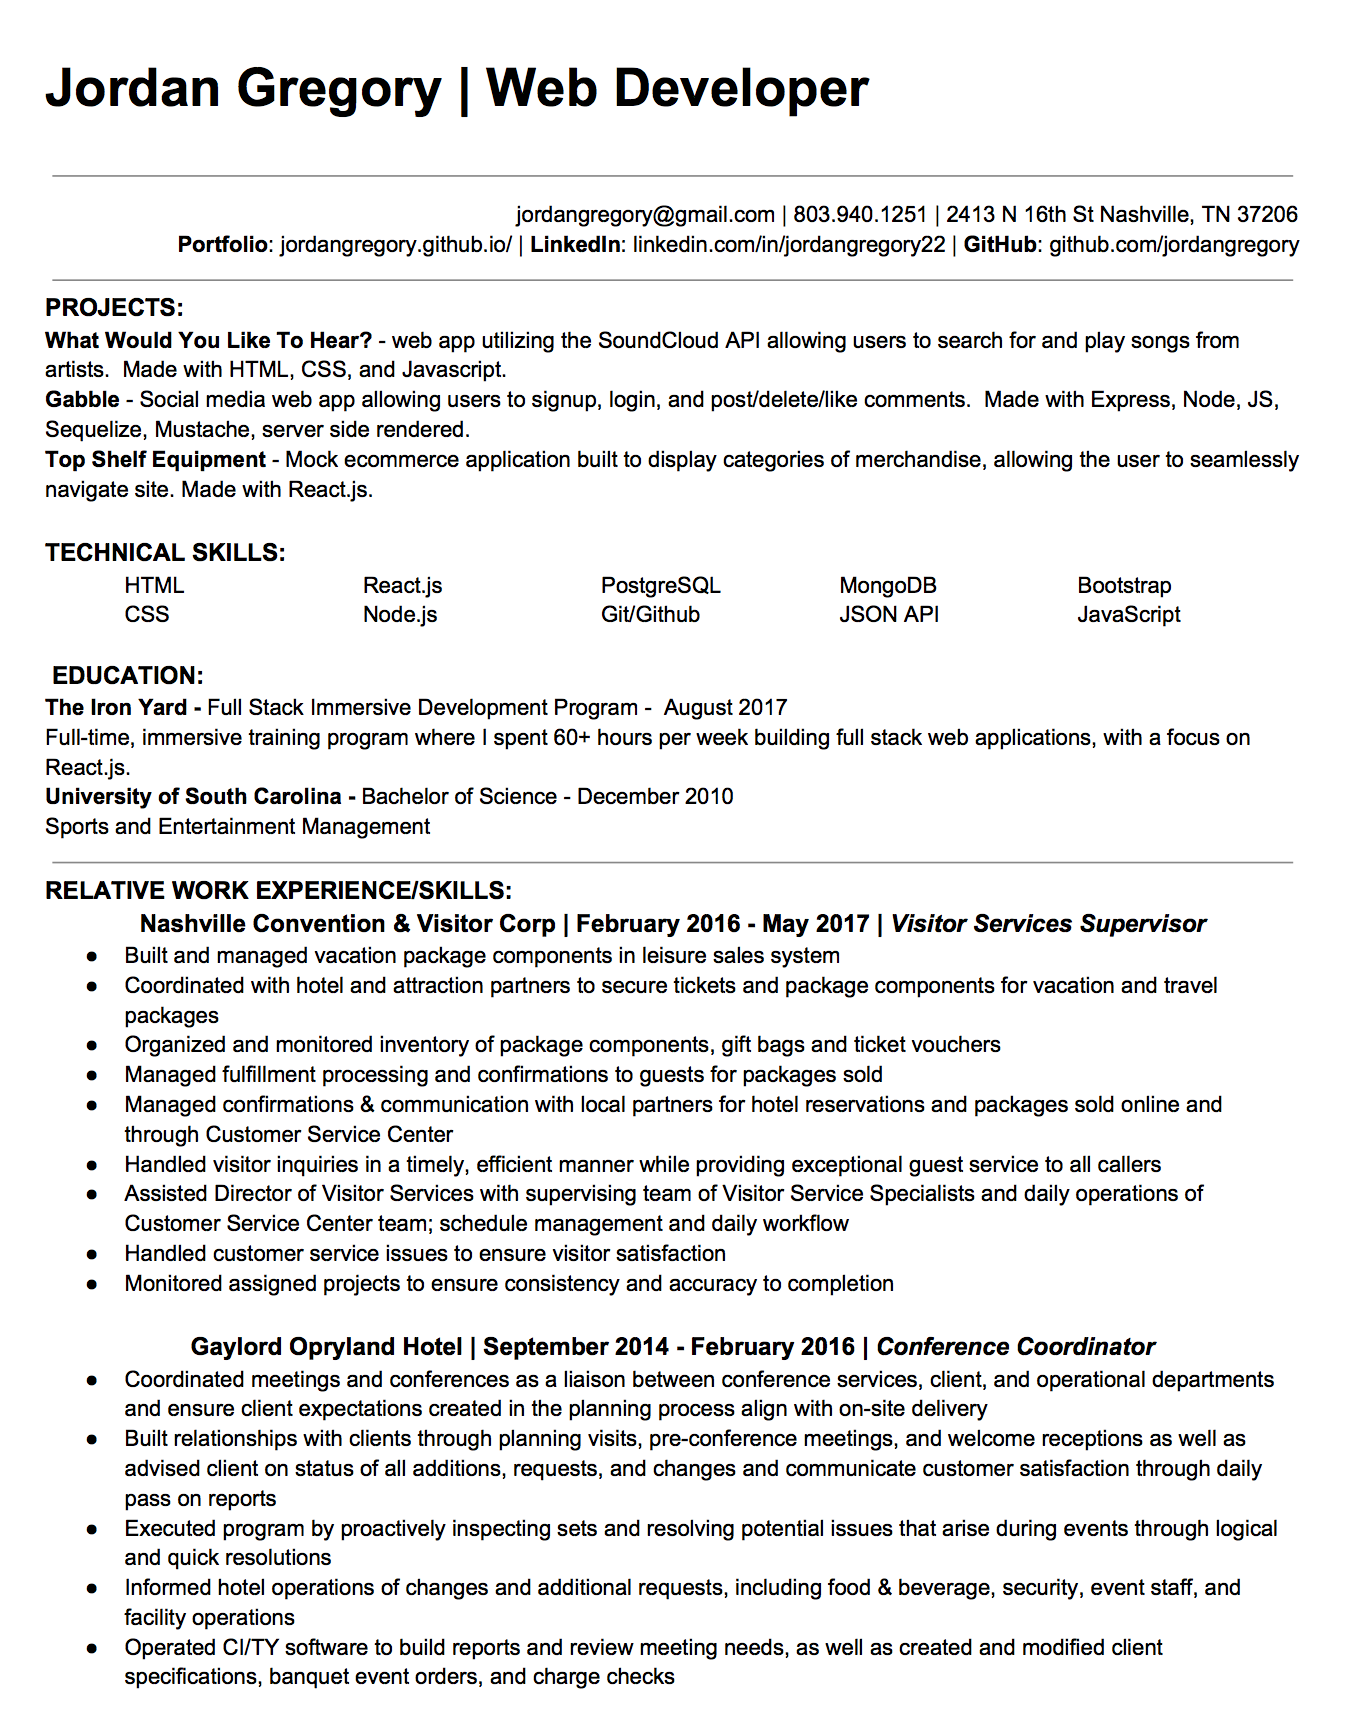 Jordan Gregory | Web Developer
jordangregory@gmail.com | 803.940.1251 | 2413 N 16th St Nashville, TN 37206
Portfolio: jordangregory.github.io/ | LinkedIn: linkedin.com/in/jordangregory22 | GitHub: github.com/jordangregory
PROJECTS:
What Would You Like To Hear? - web app utilizing the SoundCloud API allowing users to search for and play songs from
artists.  Made with HTML, CSS, and Javascript.
Gabble - Social media web app allowing users to signup, login, and post/delete/like comments.  Made with Express, Node, JS,
Sequelize, Mustache, server side rendered.
Top Shelf Equipment - Mock ecommerce application built to display categories of merchandise, allowing the user to seamlessly
navigate site. Made with React.js.
TECHNICAL SKILLS:
HTML React.js PostgreSQL MongoDB Bootstrap
CSS Node.js Git/Github JSON API JavaScript
EDUCATION:
The Iron Yard - Full Stack Immersive Development Program -  August 2017
Full-time, immersive training program where I spent 60+ hours per week building full stack web applications, with a focus on
React.js.
University of South Carolina - Bachelor of Science - December 2010
Sports and Entertainment Management
RELATIVE WORK EXPERIENCE/SKILLS:
Nashville Convention & Visitor Corp | February 2016 - May 2017 | Visitor Services Supervisor
● Built and managed vacation package components in leisure sales system
● Coordinated with hotel and attraction partners to secure tickets and package components for vacation and travel
packages
● Organized and monitored inventory of package components, gift bags and ticket vouchers
● Managed fulfillment processing and confirmations to guests for packages sold
● Managed confirmations & communication with local partners for hotel reservations and packages sold online and
through Customer Service Center
● Handled visitor inquiries in a timely, efficient manner while providing exceptional guest service to all callers
● Assisted Director of Visitor Services with supervising team of Visitor Service Specialists and daily operations of
Customer Service Center team; schedule management and daily workflow
● Handled customer service issues to ensure visitor satisfaction
● Monitored assigned projects to ensure consistency and accuracy to completion
Gaylord Opryland Hotel | September 2014 - February 2016 | Conference Coordinator
● Coordinated meetings and conferences as a liaison between conference services, client, and operational departments
and ensure client expectations created in the planning process align with on-site delivery
● Built relationships with clients through planning visits, pre-conference meetings, and welcome receptions as well as
advised client on status of all additions, requests, and changes and communicate customer satisfaction through daily
pass on reports
● Executed program by proactively inspecting sets and resolving potential issues that arise during events through logical
and quick resolutions
● Informed hotel operations of changes and additional requests, including food & beverage, security, event staff, and
facility operations
● Operated CI/TY software to build reports and review meeting needs, as well as created and modified client
specifications, banquet event orders, and charge checks